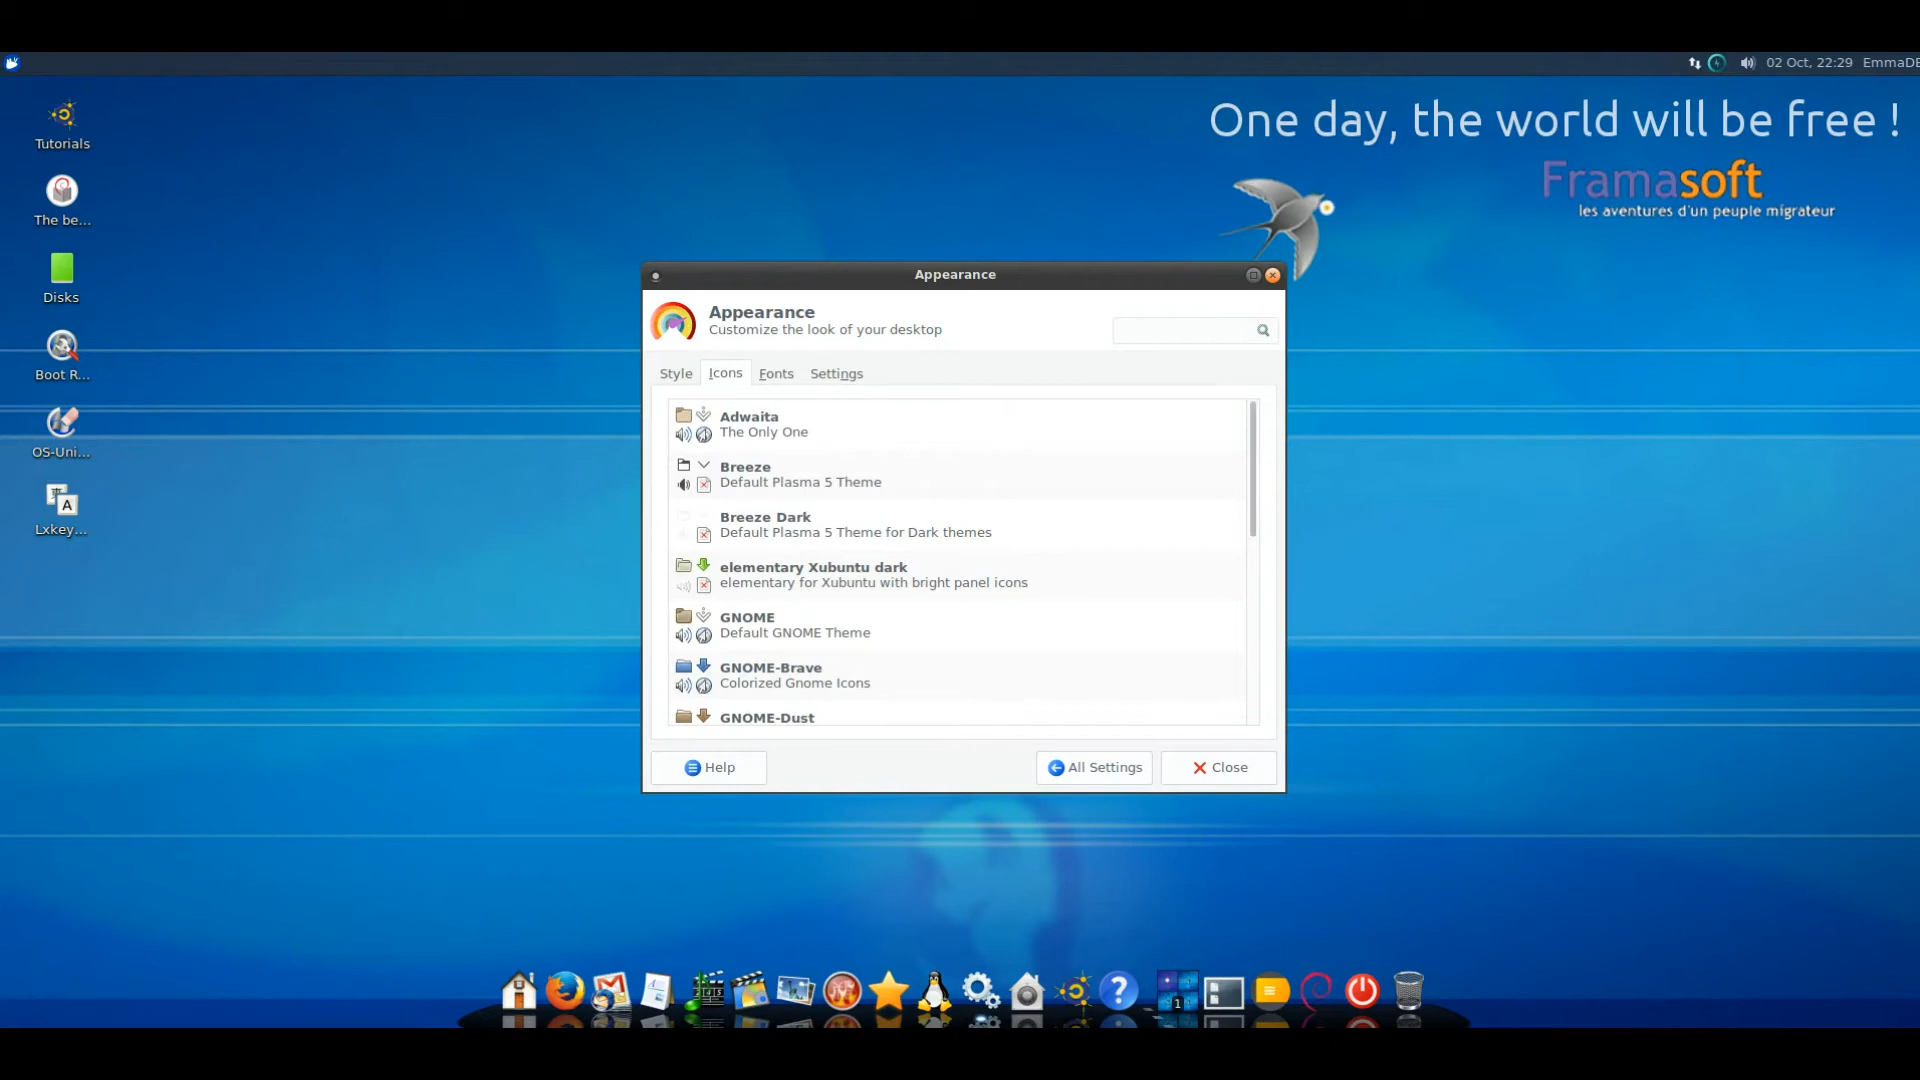 02 Oct, 22:29 EmmaDE
One day, the world will be free !
Framasoft
les aventures d'un peuple migrateur
Tutorials
The be...
Disks
Boot R...
OS-Uni...
Lxkey...
Appearance
Appearance
Customize the look of your desktop
Style Icons Fonts Settings
Adwaita
The Only One
Breeze
Default Plasma 5 Theme
Breeze Dark
Default Plasma 5 Theme for Dark themes
elementary Xubuntu dark
elementary for Xubuntu with bright panel icons
GNOME
Default GNOME Theme
GNOME-Brave
Colorized Gnome Icons
GNOME-Dust
Help All Settings Close
1